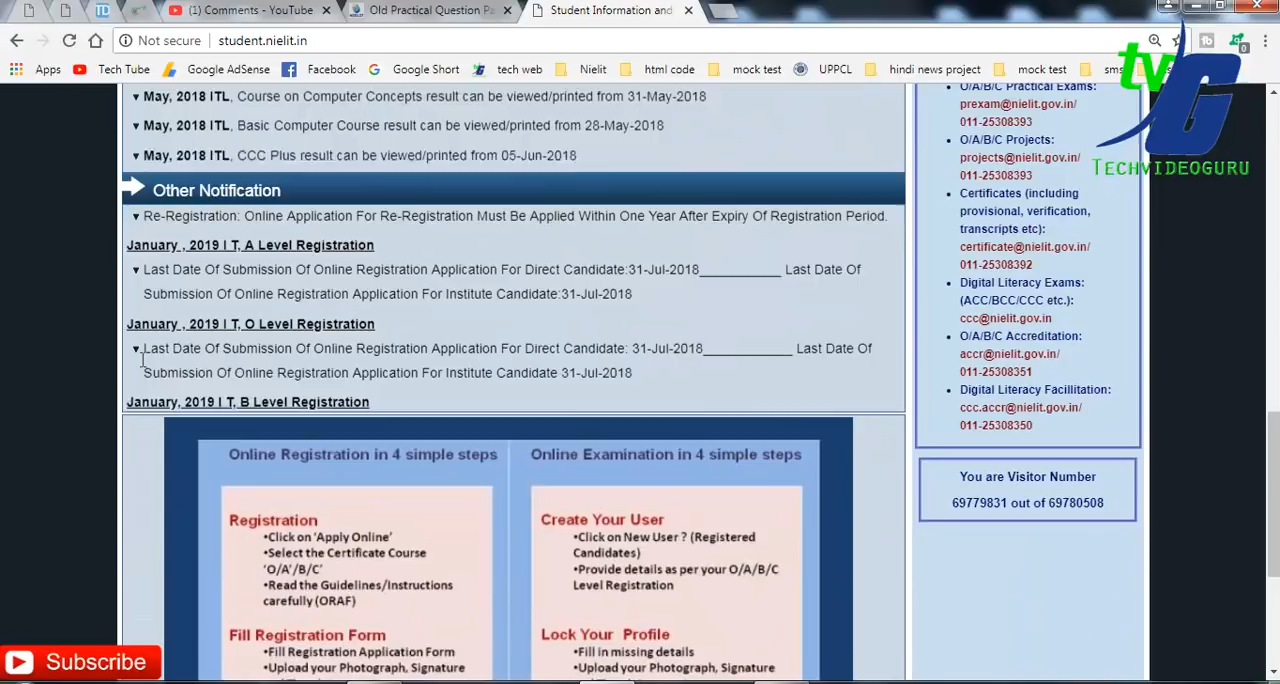 (1) Comments - YouTube
Old Practical Question Pa
Student Information and
Not secure
student.nielit.in
0
Apps
Tech Tube
Google AdSense
Facebook
Google Short
tech web
Nielit
html code
mock test
UPPCL
hindi news project
mock test
sms
tv
G
TECHVIDEOGURU
May, 2018 ITL, Course on Computer Concepts result can be viewed/printed from 31-May-2018
May, 2018 ITL, Basic Computer Course result can be viewed/printed from 28-May-2018
May, 2018 ITL, CCC Plus result can be viewed/printed from 05-Jun-2018
Other Notification
Re-Registration: Online Application For Re-Registration Must Be Applied Within One Year After Expiry Of Registration Period.
January , 2019 I T, A Level Registration
Last Date Of Submission Of Online Registration Application For Direct Candidate:31-Jul-2018___________ Last Date Of
Submission Of Online Registration Application For Institute Candidate:31-Jul-2018
January , 2019 I T, O Level Registration
Last Date Of Submission Of Online Registration Application For Direct Candidate: 31-Jul-2018____________ Last Date Of
Submission Of Online Registration Application For Institute Candidate 31-Jul-2018
January, 2019 I T, B Level Registration
Online Registration in 4 simple steps
Registration
•Click on 'Apply Online'
•Select the Certificate Course
'O/A'/B/C'
•Read the Guidelines/Instructions
carefully (ORAF)
Fill Registration Form
•Fill Registration Application Form
•Upload your Photograph, Signature
Online Examination in 4 simple steps
Create Your User
•Click on New User ? (Registered
Candidates)
•Provide details as per your O/A/B/C
Level Registration
Lock Your Profile
•Fill in missing details
•Upload your Photograph, Signature
O/A/B/C Practical Exams:
prexam@nielit.gov.in/
011-25308393
O/A/B/C Projects:
projects@nielit.gov.in/
011-25308393
Certificates (including
provisional, verification,
transcripts etc):
certificate@nielit.gov.in/
011-25308392
Digital Literacy Exams:
(ACC/BCC/CCC etc.):
ccc@nielit.gov.in/
O/A/B/C Accreditation:
accr@nielit.gov.in/
011-25308351
Digital Literacy Facillitation:
ccc.accr@nielit.gov.in/
011-25308350
You are Visitor Number
69779831 out of 69780508
Subscribe